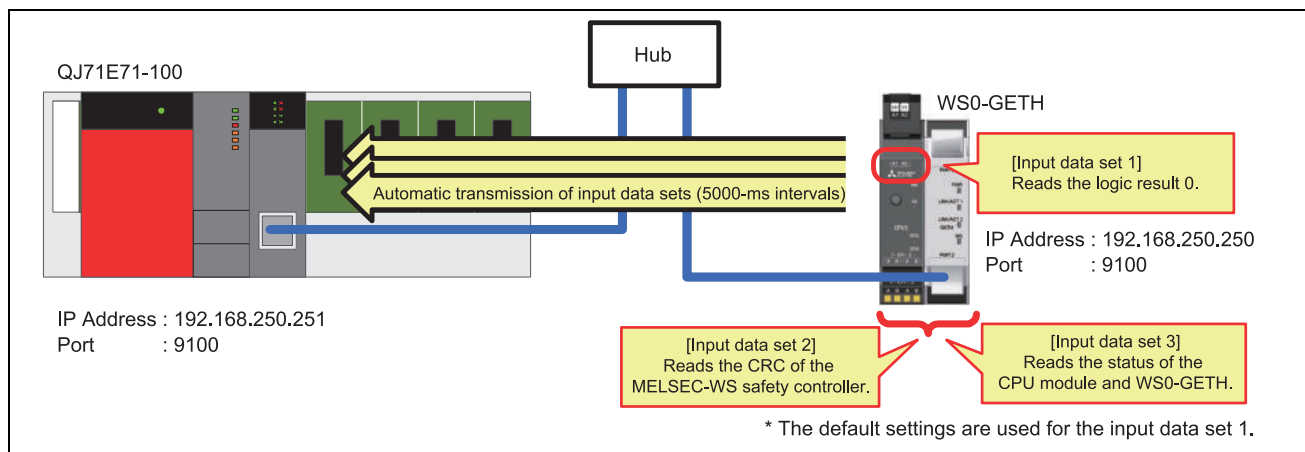 Hub
QJ71E71-100
WS0-GETH
[Input data set 1]
Reads the logic result 0.
Automatic transmission of input data sets (5000-ms intervals)
IP Address : 192.168.250.250
Port : 9100
IP Address : 192.168.250.251
Port : 9100
[Input data set 2]
Reads the CRC of the
MELSEC-WS safety controller.
[Input data set 3]
Reads the status of the
CPU module and WS0-GETH.
* The default settings are used for the input data set 1.